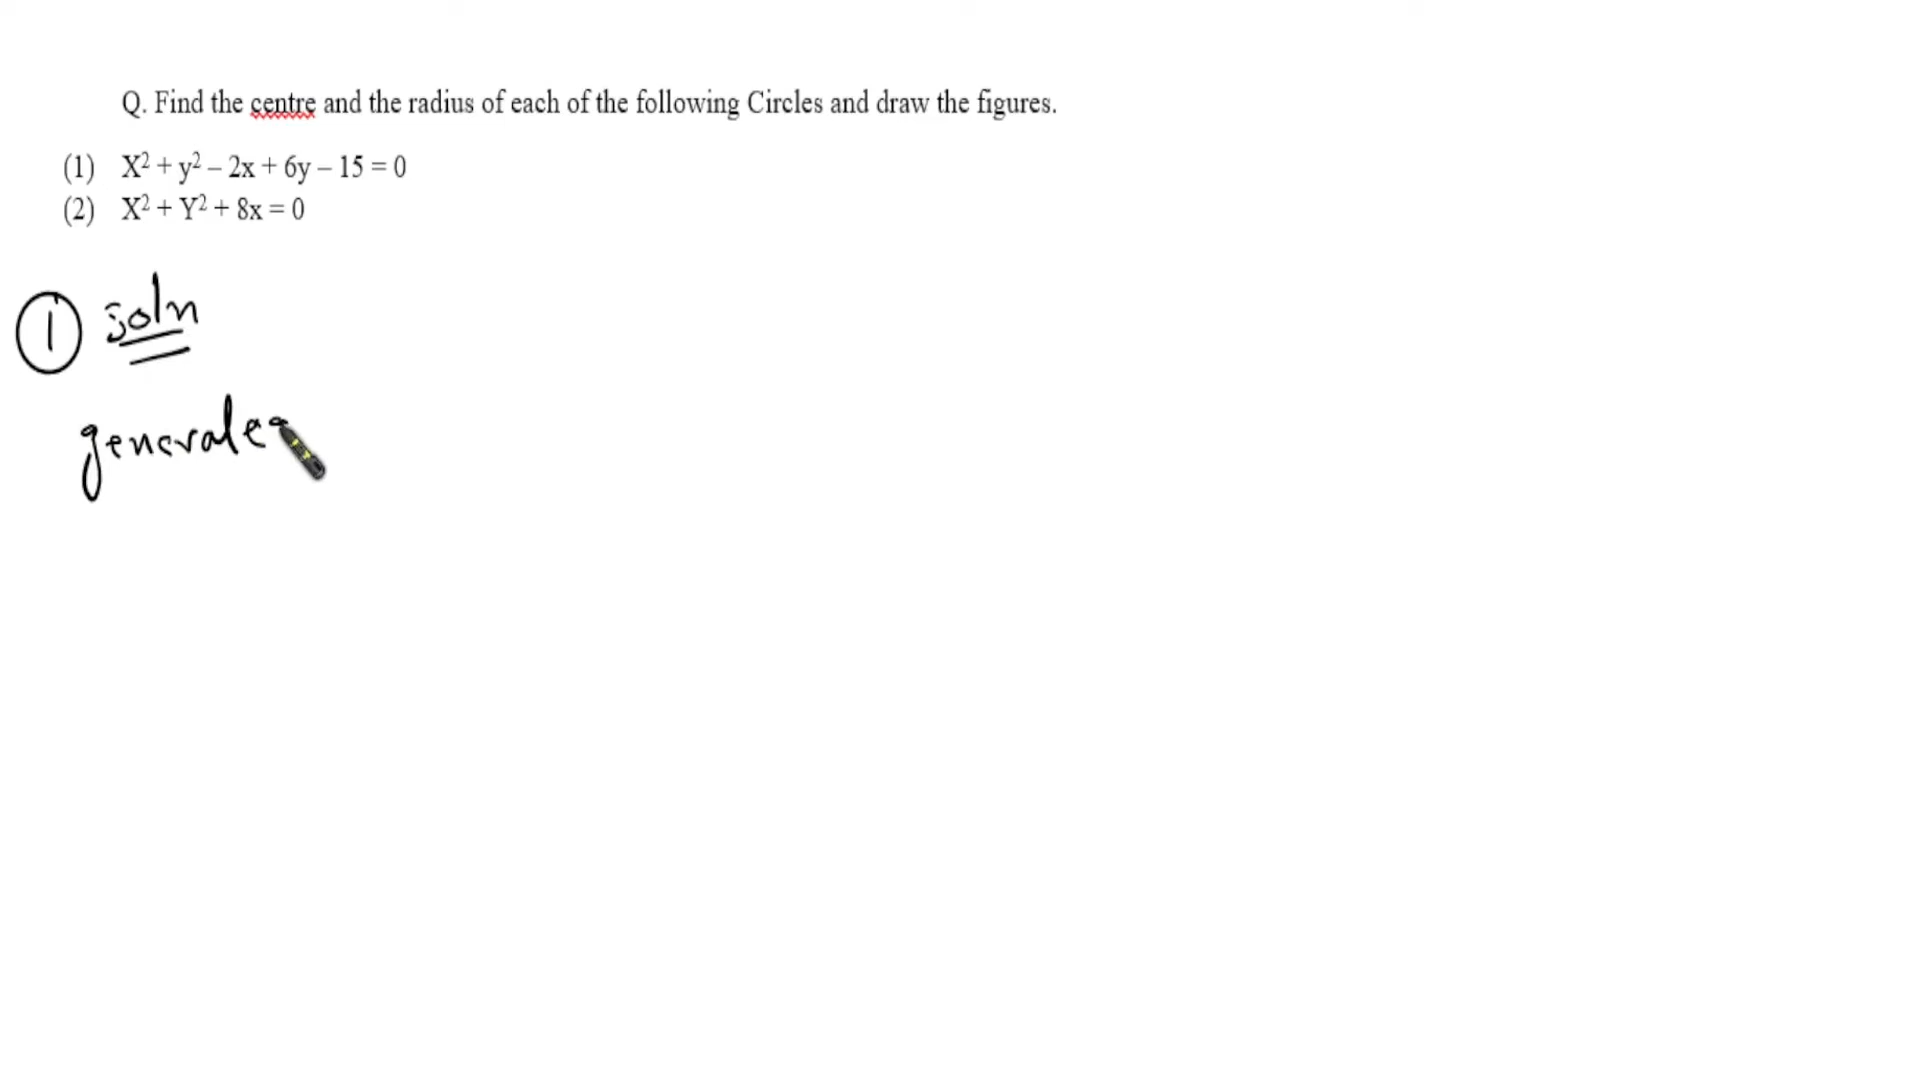 Q. Find the centre and the radius of each of the following Circles and draw the figures.
(1) X² + y² – 2x + 6y – 15 = 0
(2) X² + Y² + 8x = 0
① soln
general e